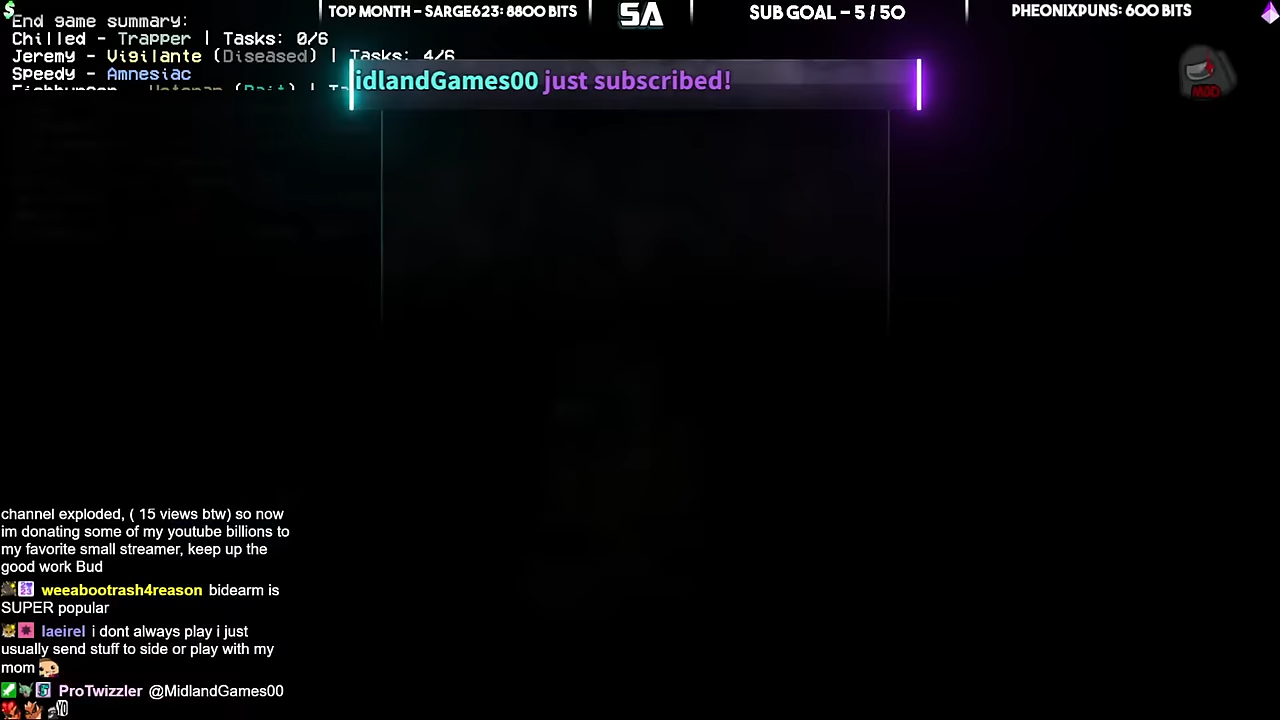 $
End game summary:
TOP MONTH - SARGE623: 8800 BITS
SA
SUB GOAL - 5 / 50
PHEONIXPUNS: 600 BITS
Chilled - Trapper | Tasks: 0/6
Jeremy - Vigilante (Diseased) | Tasks: 4/6
Speedy - Amnesiac
idlandGames00 just subscribed!
MOD
channel exploded, ( 15 views btw) so now
im donating some of my youtube billions to
my favorite small streamer, keep up the
good work Bud
weeabootrash4reason bidearm is
SUPER popular
laeirel i dont always play i just
usually send stuff to side or play with my
mom
ProTwizzler @MidlandGames00
YO